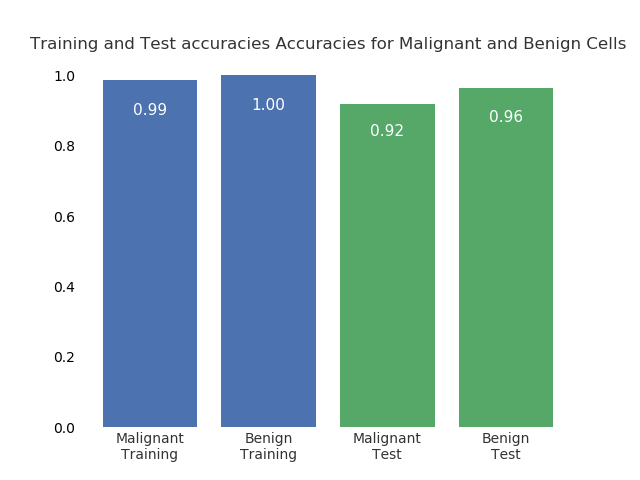 Training and Test accuracies Accuracies for Malignant and Benign Cells
1.0
0.8
0.6
0.4
0.2
0.0
0.99
1.00
0.92
0.96
Malignant
Training
Benign
Training
Malignant
Test
Benign
Test